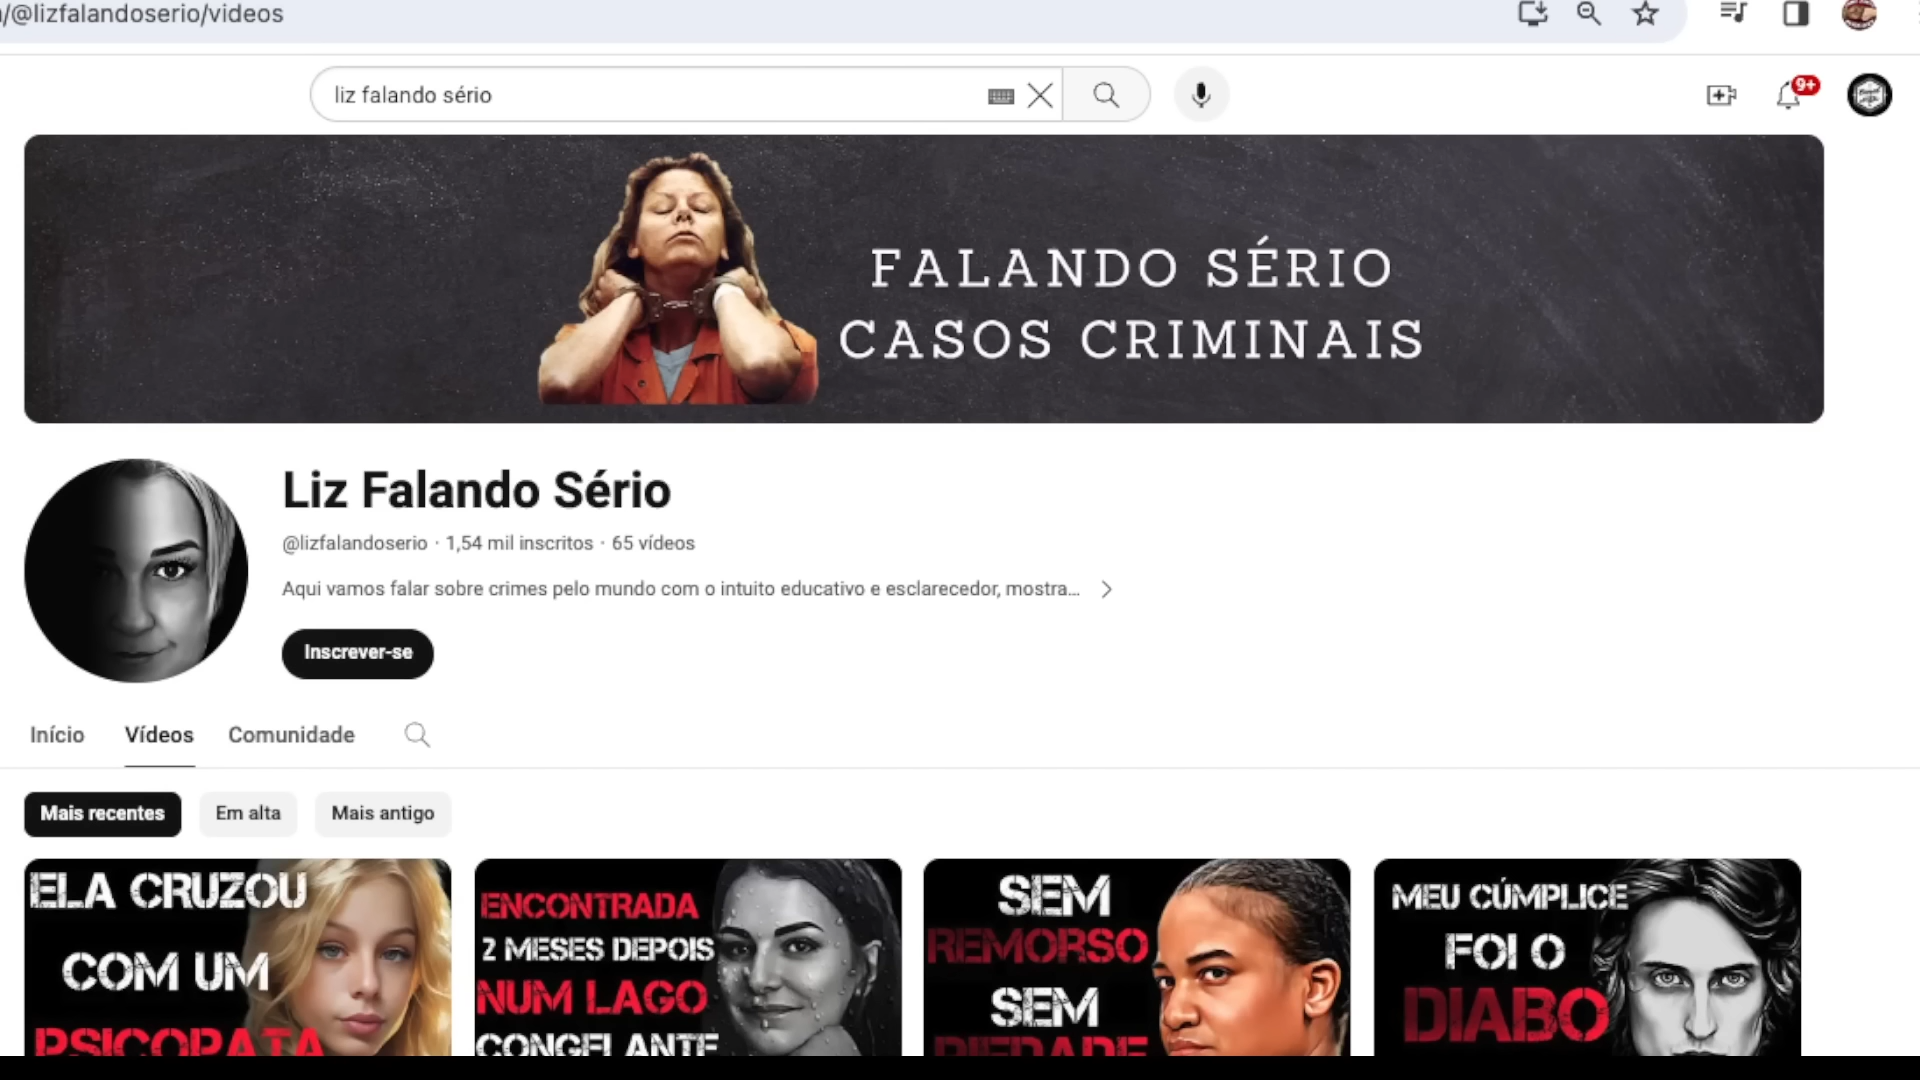 /@lizfalandoserio/videos
liz falando sério
9+
FALANDO SÉRIO
CASOS CRIMINAIS
Liz Falando Sério
@lizfalandoserio · 1,54 mil inscritos · 65 vídeos
Aqui vamos falar sobre crimes pelo mundo com o intuito educativo e esclarecedor, mostra...
Inscrever-se
Início Vídeos Comunidade
Mais recentes Em alta Mais antigo
ELA CRUZOU
COM UM
PSICOPATA
ENCONTRADA
2 MESES DEPOIS
NUM LAGO
CONGELANTE
SEM
REMORSO
SEM
PIEDADE
MEU CÚMPLICE
FOI O
DIABO